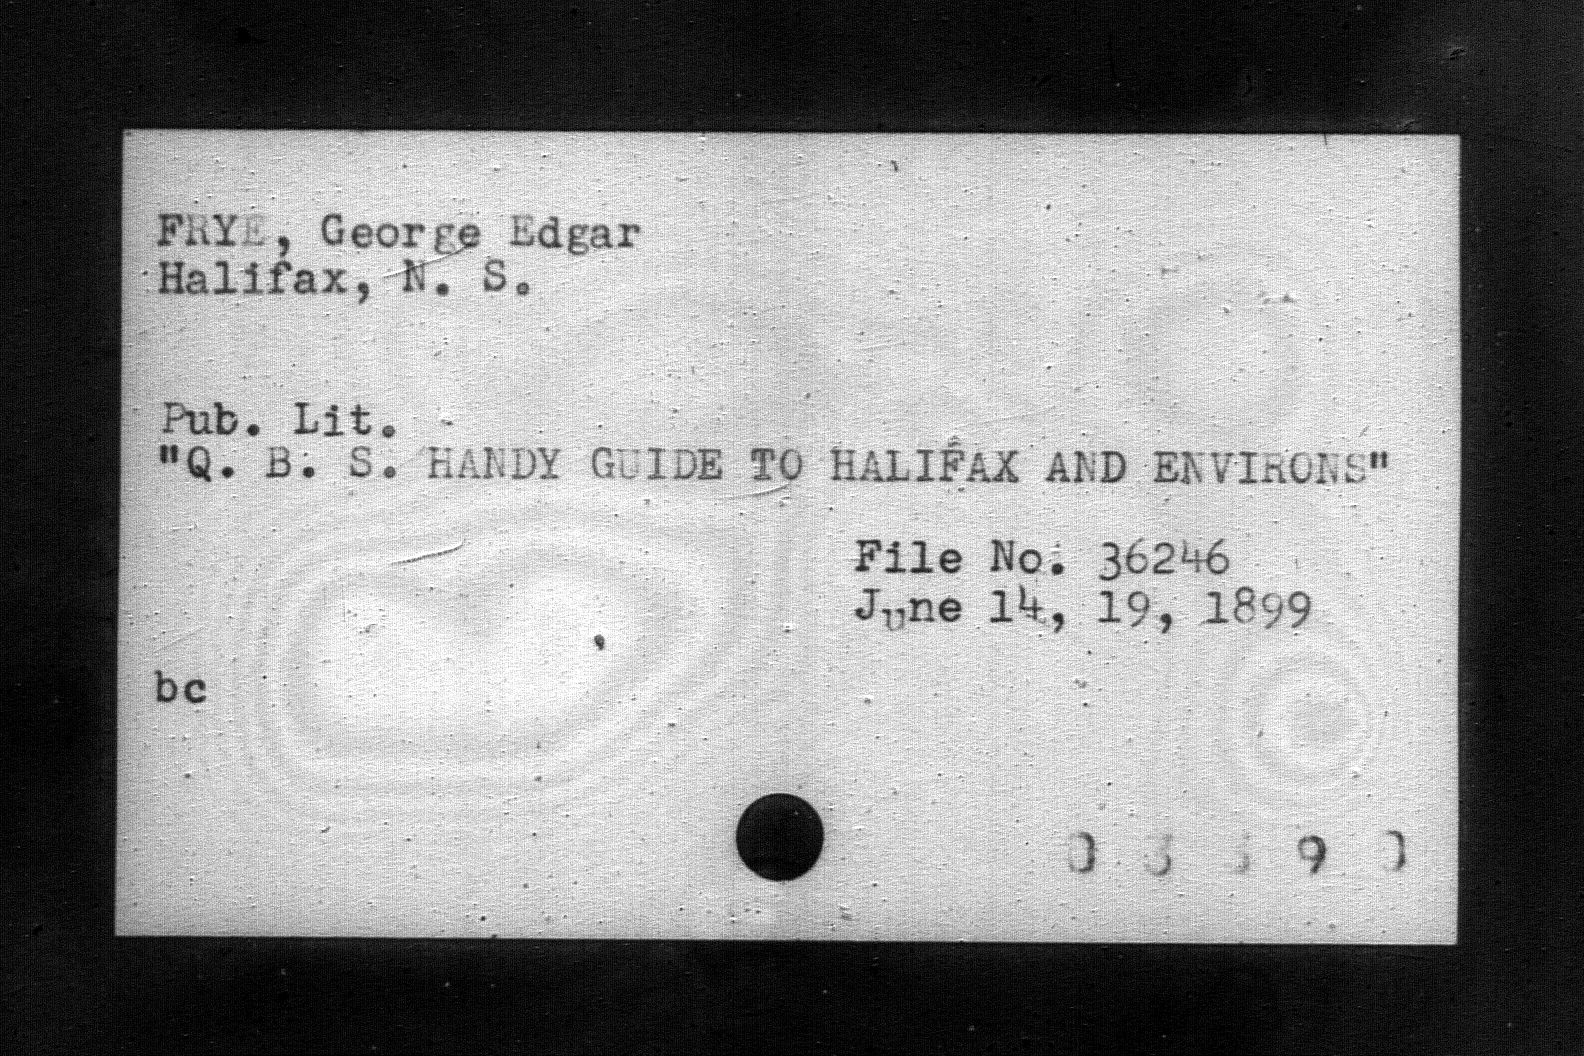 FRYE, George Edgar
Halifax, N. S.
Pub. Lit.
"Q. B. S. HANDY GUIDE TO HALIFAX AND ENVIRONS"
File No. 36246
June 14, 19, 1899
bc